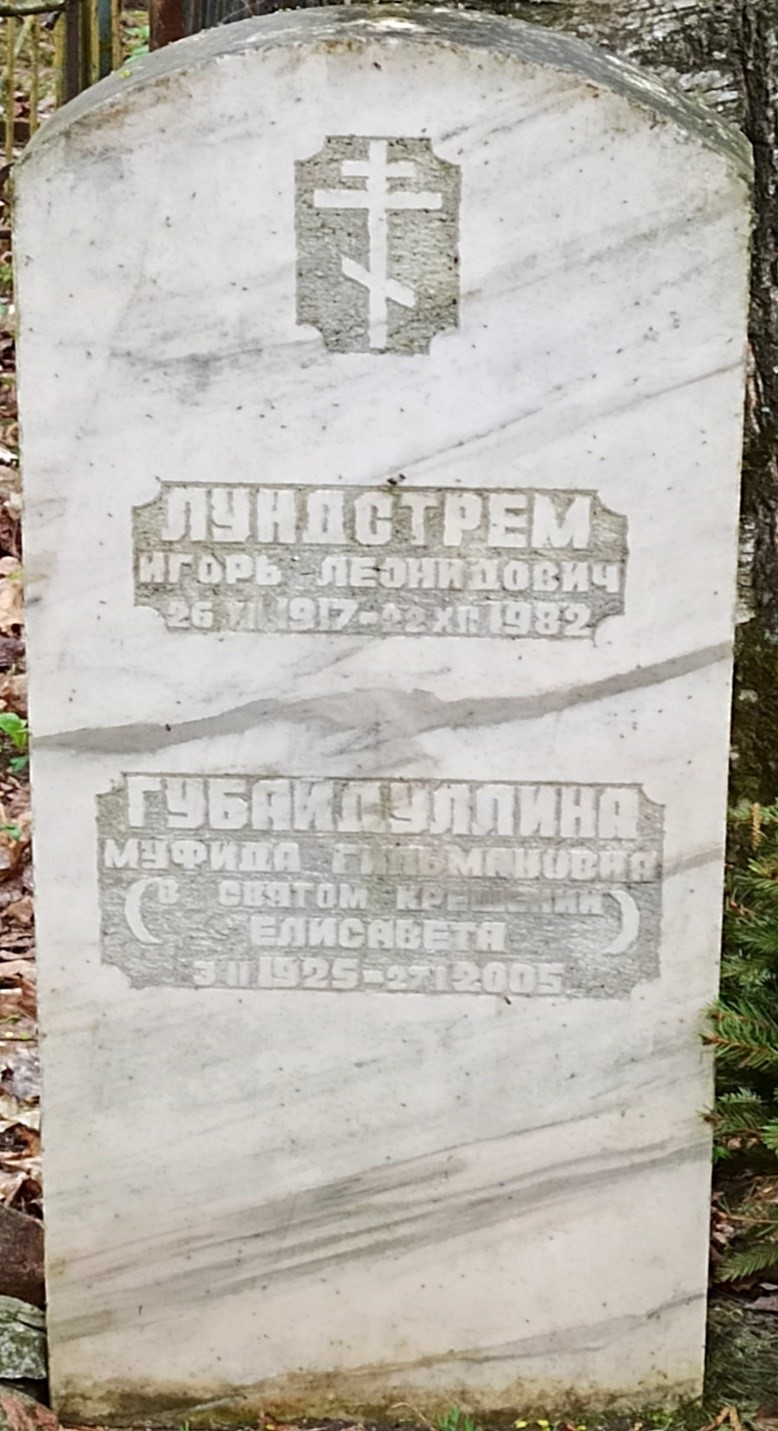 ЛУНДСТРЕМ
ИГОРЬ ЛЕОНИДОВИЧ
26 VI 1917-22 XII 1982
ГУБАЙДУЛЛИНА
МУФИДА ГИЛЬМАНОВНА
(В СВЯТОМ КРЕЩЕНИИ
ЕЛИСАВЕТА)
3 II 1925-27 I 2005